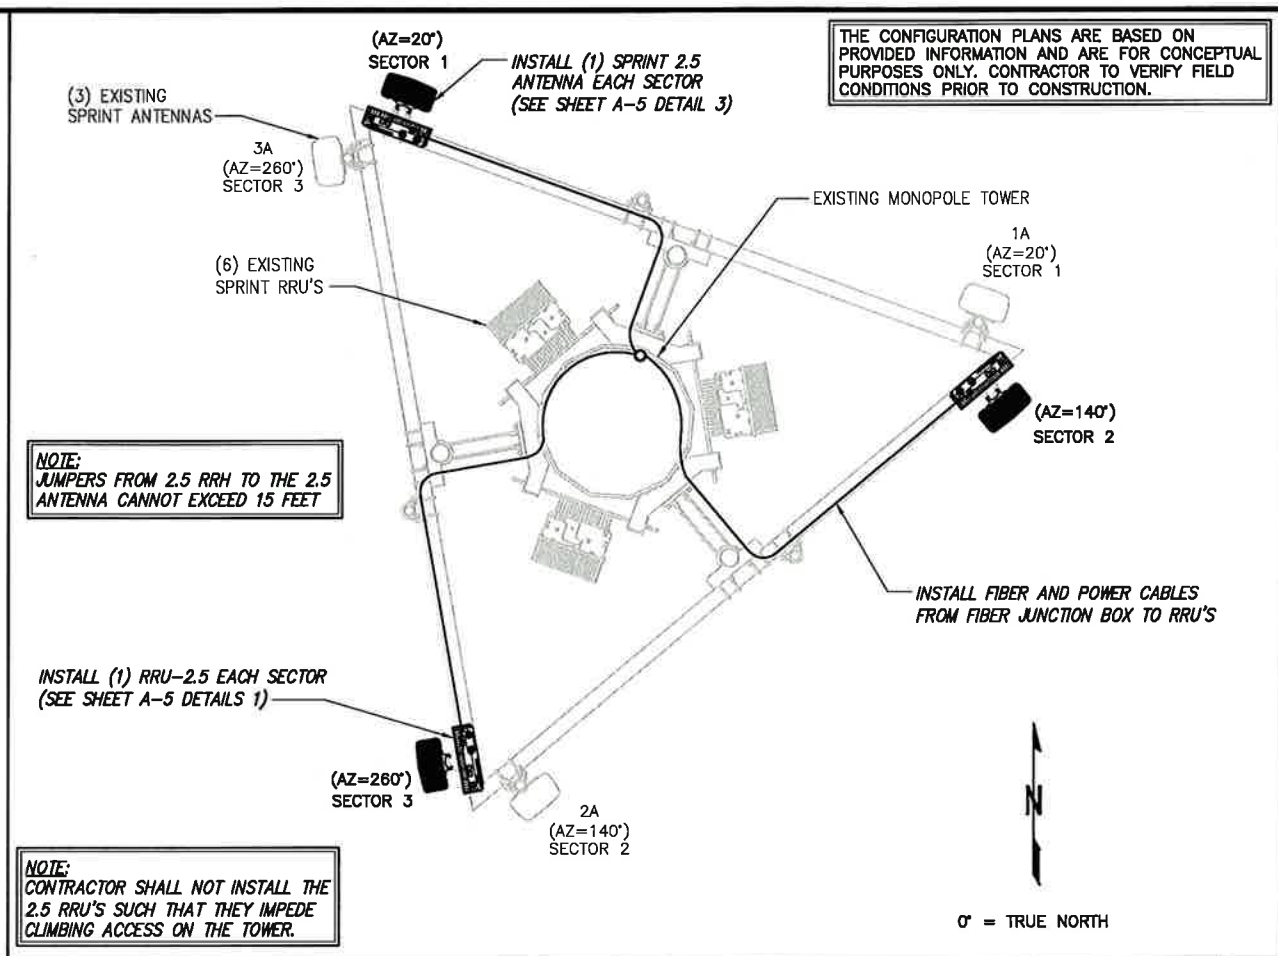 (AZ=20°)
SECTOR 1
INSTALL (1) SPRINT 2.5
ANTENNA EACH SECTOR
(SEE SHEET A-5 DETAIL 3)
THE CONFIGURATION PLANS ARE BASED ON
PROVIDED INFORMATION AND ARE FOR CONCEPTUAL
PURPOSES ONLY. CONTRACTOR TO VERIFY FIELD
CONDITIONS PRIOR TO CONSTRUCTION.
(3) EXISTING
SPRINT ANTENNAS
3A
(AZ=260°)
SECTOR 3
EXISTING MONOPOLE TOWER
1A
(AZ=20°)
SECTOR 1
(6) EXISTING
SPRINT RRU'S
(AZ=140°)
SECTOR 2
NOTE:
JUMPERS FROM 2.5 RRH TO THE 2.5
ANTENNA CANNOT EXCEED 15 FEET
INSTALL FIBER AND POWER CABLES
FROM FIBER JUNCTION BOX TO RRU'S
INSTALL (1) RRU-2.5 EACH SECTOR
(SEE SHEET A-5 DETAILS 1)
(AZ=260°)
SECTOR 3
2A
(AZ=140°)
SECTOR 2
N
NOTE:
CONTRACTOR SHALL NOT INSTALL THE
2.5 RRU'S SUCH THAT THEY IMPEDE
CLIMBING ACCESS ON THE TOWER.
0° = TRUE NORTH